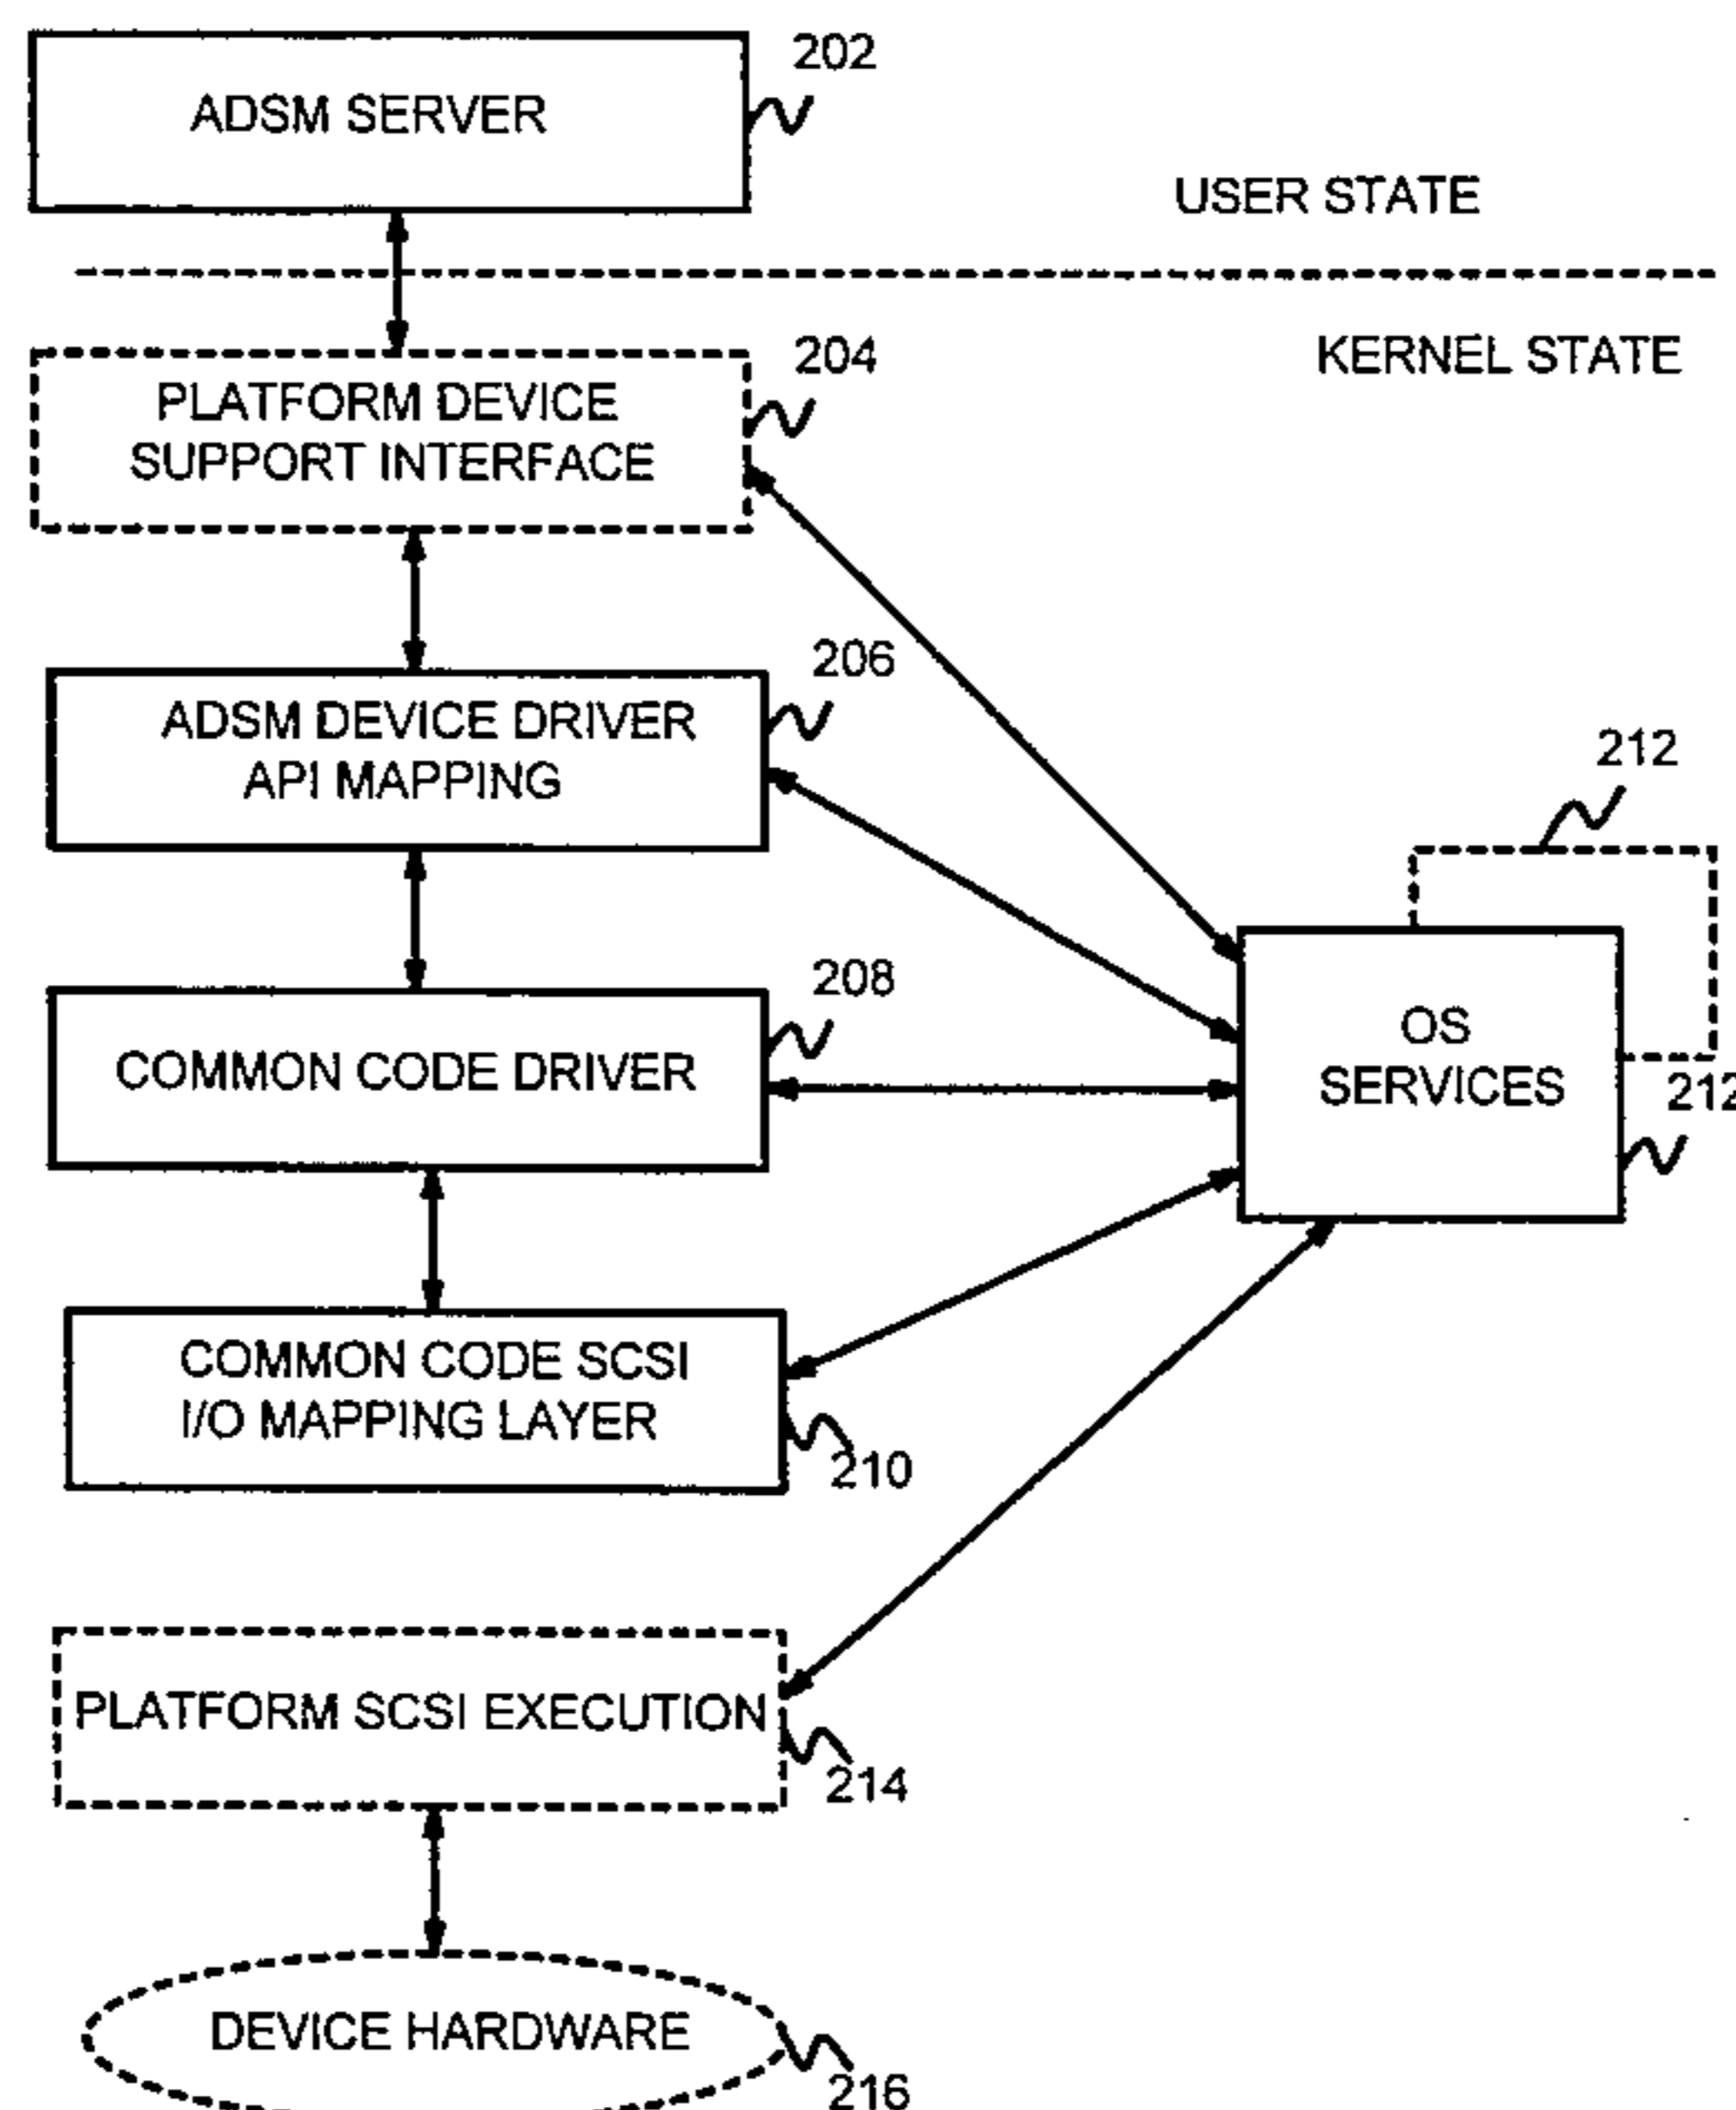 202
ADSM SERVER
USER STATE
KERNEL STATE
204
PLATFORM DEVICE
SUPPORT INTERFACE
206
ADSM DEVICE DRIVER
API MAPPING
212
208
COMMON CODE DRIVER
OS
SERVICES
212
COMMON CODE SCSI
I/O MAPPING LAYER
210
PLATFORM SCSI EXECUTION
214
DEVICE HARDWARE
216